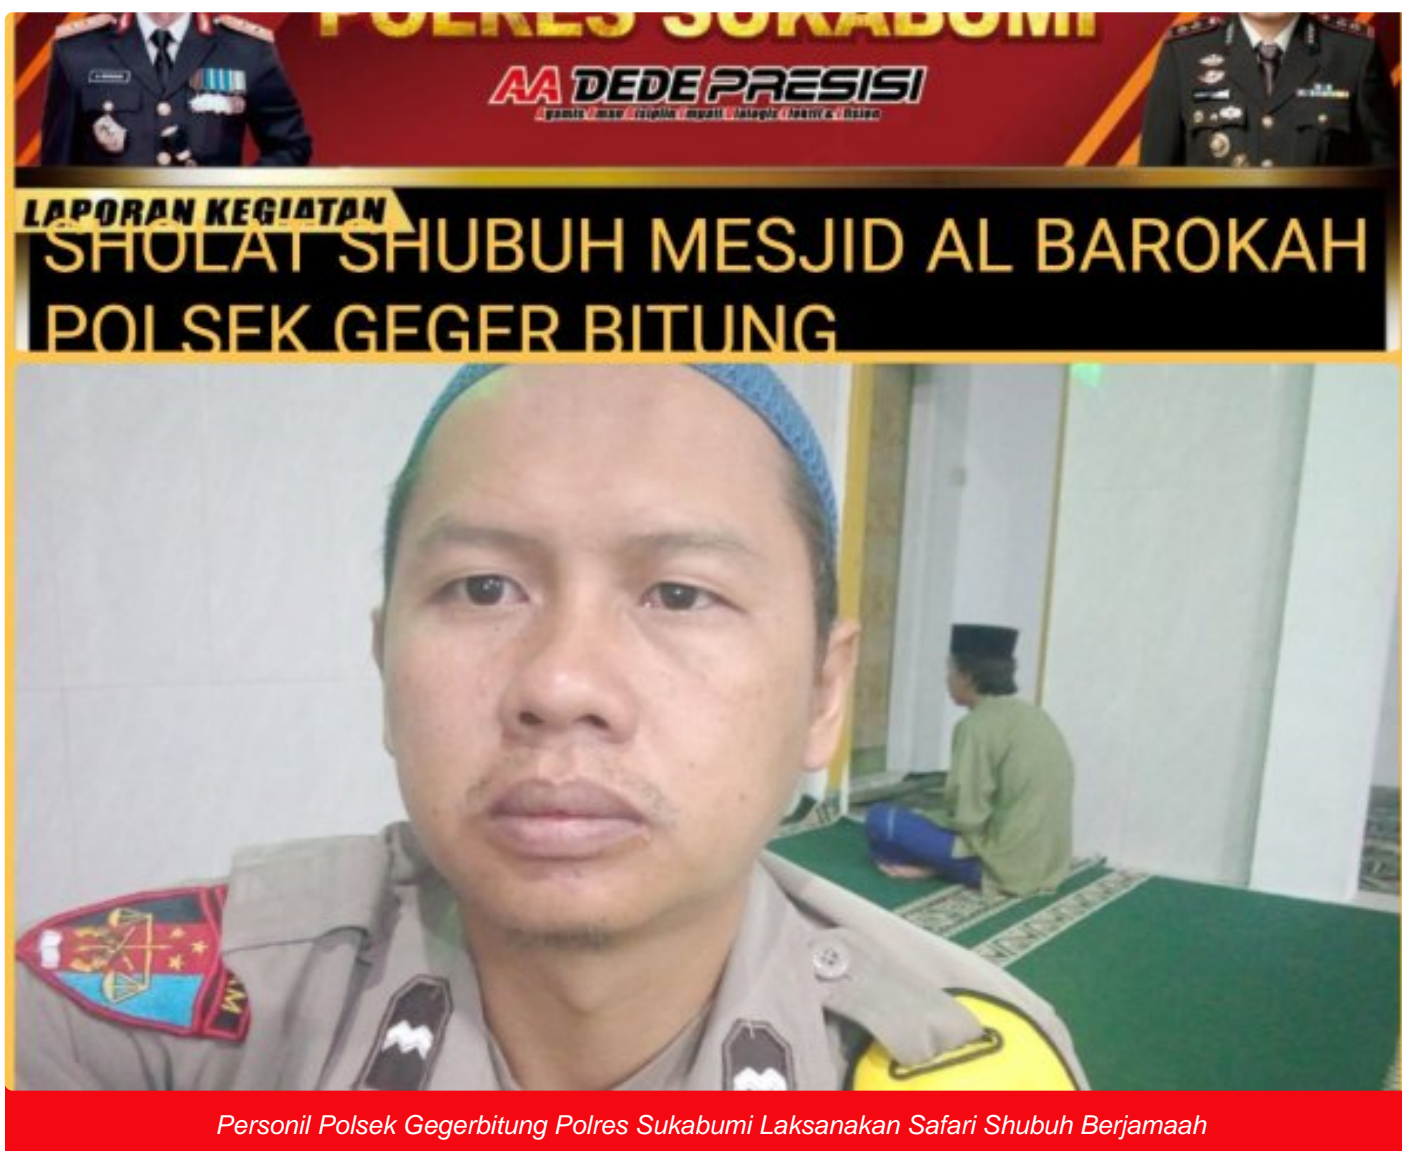 POLRES SUKABUMI
AA DEDE PRESISI
LAPORAN KEGIATAN
SHOLAT SHUBUH MESJID AL BAROKAH
POLSEK GEGER BITUNG
Personil Polsek Gegerbitung Polres Sukabumi Laksanakan Safari Shubuh Berjamaah